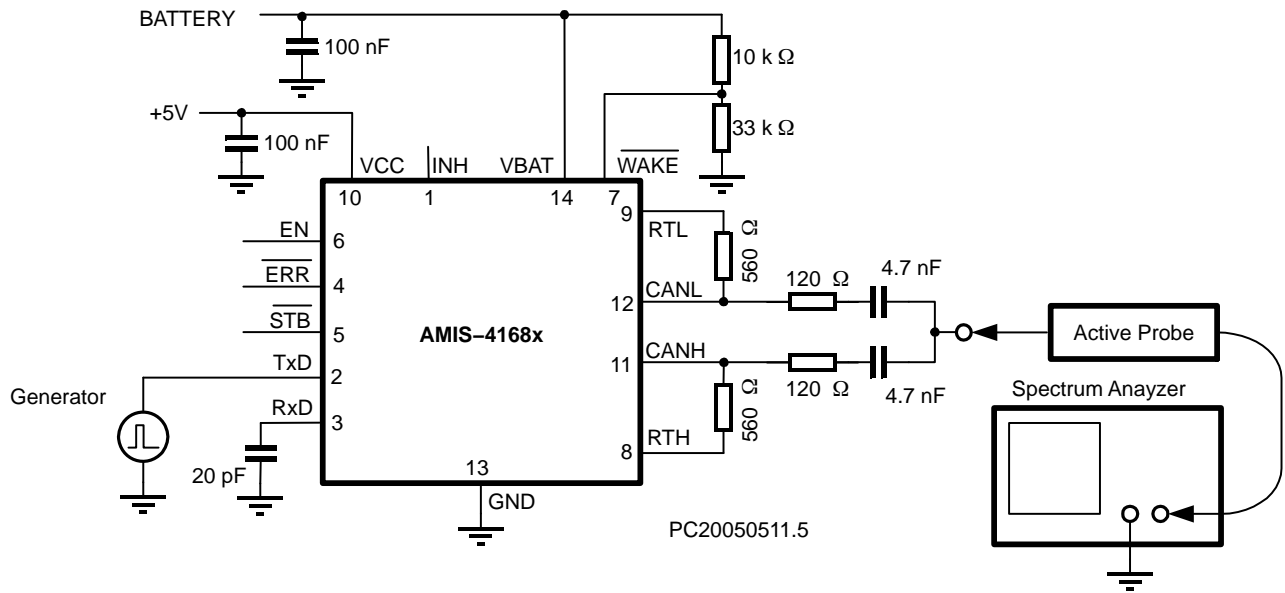 BATTERY
100 nF
10 k Ω
+5V
33 k Ω
100 nF
VCC
INH
VBAT
WAKE
10
1
14
7
9
RTL
560 Ω
EN
6
ERR
4
120 Ω
4.7 nF
CANL
12
STB
5
AMIS–4168x
Active Probe
CANH
11
TxD
2
120 Ω
4.7 nF
Generator
560 Ω
Spectrum Anayzer
RxD
3
RTH
8
20 pF
13
GND
PC20050511.5